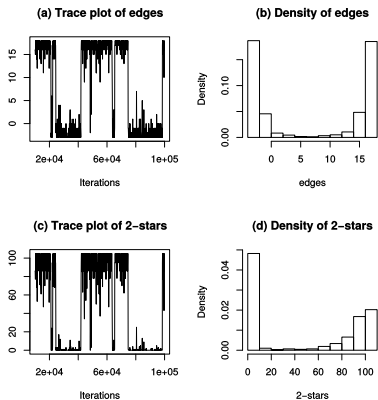 (a) Trace plot of edges
(b) Density of edges
15
10
5
0
2e+04 6e+04 1e+05
Iterations
Density
0.10
0.00
0 5 10 15
edges
(c) Trace plot of 2−stars
(d) Density of 2−stars
100
60
20
0
2e+04 6e+04 1e+05
Iterations
Density
0.04
0.02
0.00
0 20 40 60 80 100
2−stars